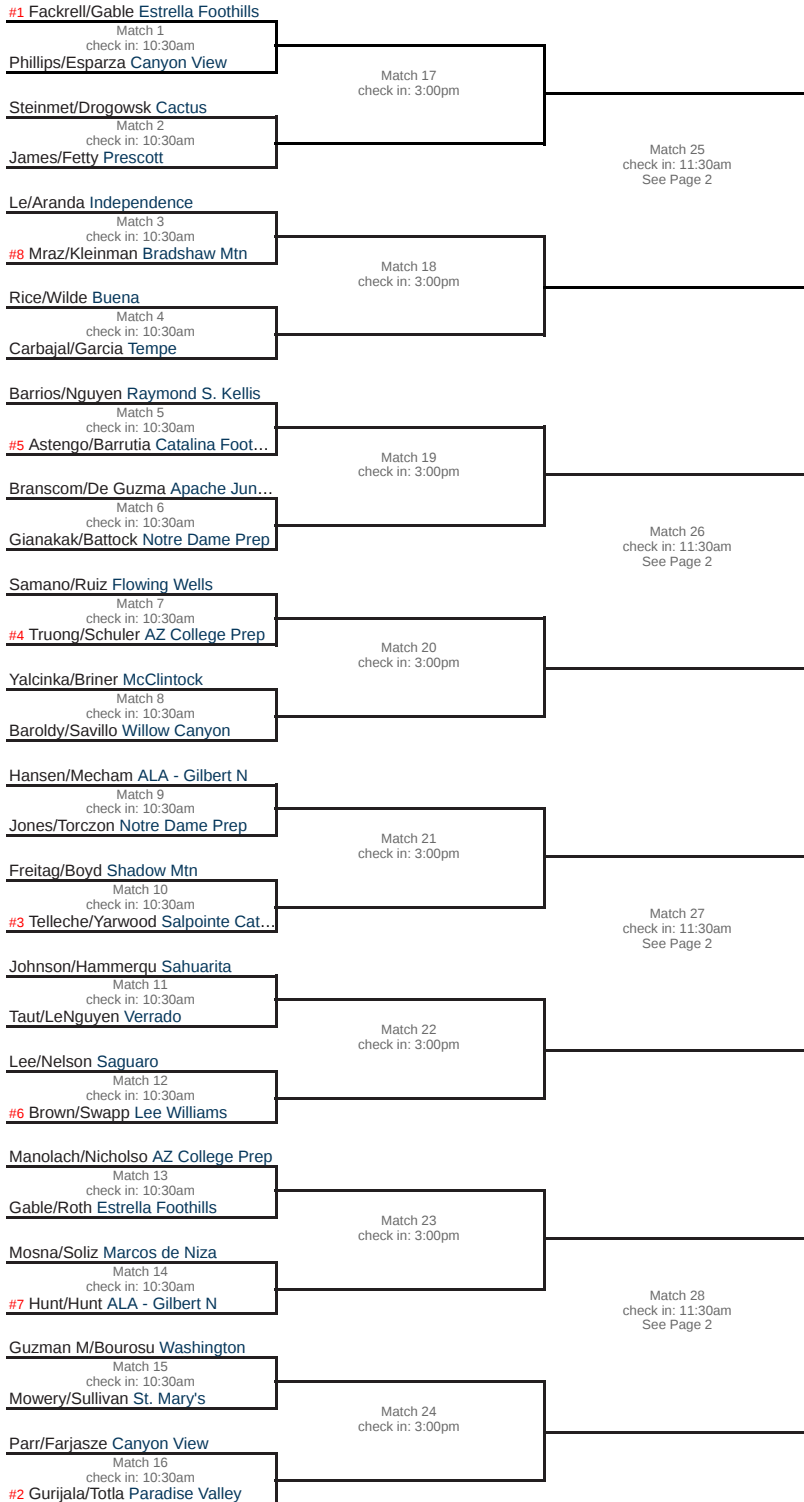 #1 Fackrell/Gable Estrella Foothills
Match 1
check in: 10:30am
Phillips/Esparza Canyon View
Match 17
check in: 3:00pm
Steinmet/Drogowsk Cactus
Match 2
check in: 10:30am
James/Fetty Prescott
Match 25
check in: 11:30am
See Page 2
Le/Aranda Independence
Match 3
check in: 10:30am
#8 Mraz/Kleinman Bradshaw Mtn
Match 18
check in: 3:00pm
Rice/Wilde Buena
Match 4
check in: 10:30am
Carbajal/Garcia Tempe
Barrios/Nguyen Raymond S. Kellis
Match 5
check in: 10:30am
#5 Astengo/Barrutia Catalina Foot...
Match 19
check in: 3:00pm
Branscom/De Guzma Apache Jun...
Match 6
check in: 10:30am
Gianakak/Battock Notre Dame Prep
Match 26
check in: 11:30am
See Page 2
Samano/Ruiz Flowing Wells
Match 7
check in: 10:30am
#4 Truong/Schuler AZ College Prep
Match 20
check in: 3:00pm
Yalcinka/Briner McClintock
Match 8
check in: 10:30am
Baroldy/Savillo Willow Canyon
Hansen/Mecham ALA - Gilbert N
Match 9
check in: 10:30am
Jones/Torczon Notre Dame Prep
Match 21
check in: 3:00pm
Freitag/Boyd Shadow Mtn
Match 10
check in: 10:30am
#3 Telleche/Yarwood Salpointe Cat...
Match 27
check in: 11:30am
See Page 2
Johnson/Hammerqu Sahuarita
Match 11
check in: 10:30am
Taut/LeNguyen Verrado
Match 22
check in: 3:00pm
Lee/Nelson Saguaro
Match 12
check in: 10:30am
#6 Brown/Swapp Lee Williams
Manolach/Nicholso AZ College Prep
Match 13
check in: 10:30am
Gable/Roth Estrella Foothills
Match 23
check in: 3:00pm
Mosna/Soliz Marcos de Niza
Match 14
check in: 10:30am
#7 Hunt/Hunt ALA - Gilbert N
Match 28
check in: 11:30am
See Page 2
Guzman M/Bourosu Washington
Match 15
check in: 10:30am
Mowery/Sullivan St. Mary's
Match 24
check in: 3:00pm
Parr/Farjasze Canyon View
Match 16
check in: 10:30am
#2 Gurijala/Totla Paradise Valley